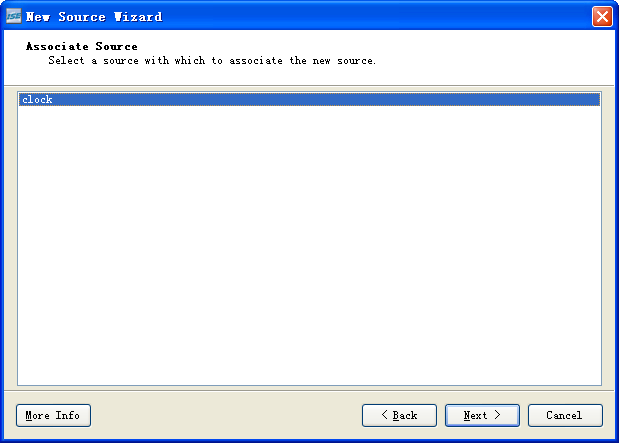 ISE New Source Wizard
Associate Source
Select a source with which to associate the new source.
clock
More Info
< Back
Next >
Cancel